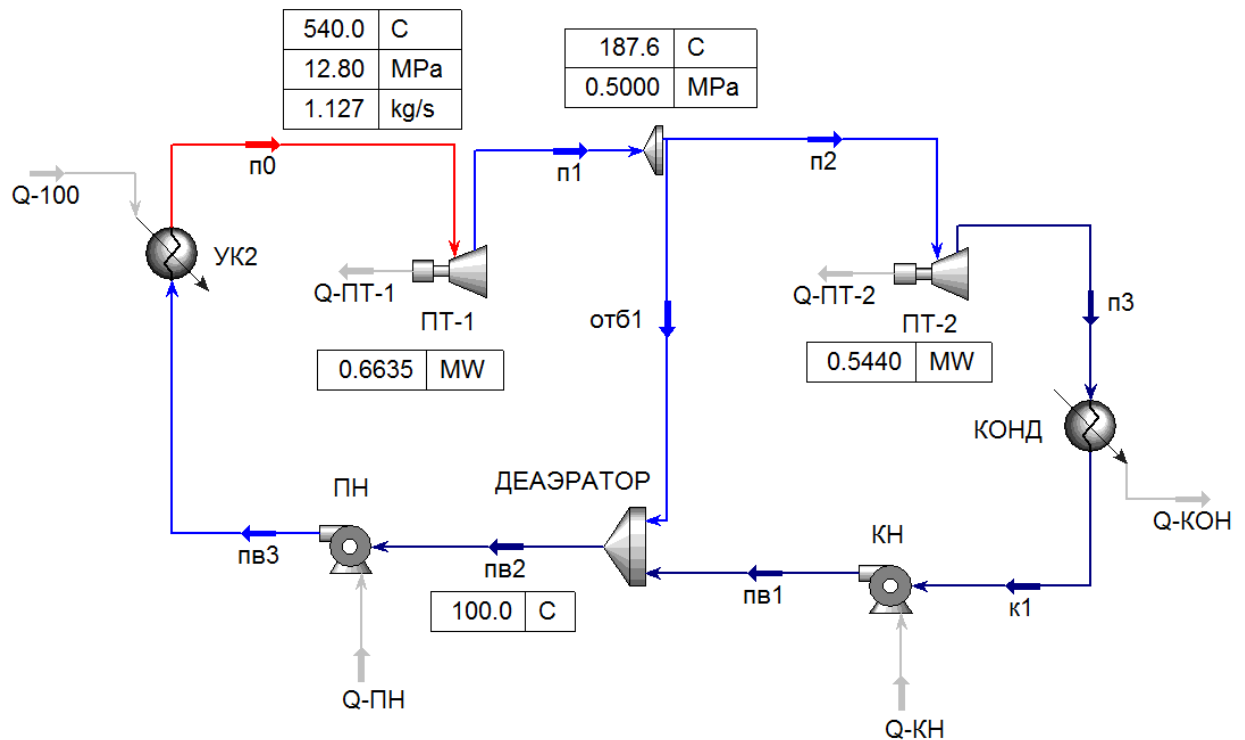 540.0 C
12.80 MPa
1.127 kg/s
187.6 C
0.5000 MPa
п0
п1
п2
Q-100
УК2
Q-ПТ-1
ПТ-1
0.6635 MW
отб1
Q-ПТ-2
ПТ-2
0.5440 MW
п3
КОНД
Q-КОН
ПН
ДЕАЭРАТОР
КН
пв3
пв2
пв1
к1
100.0 C
Q-ПН
Q-КН